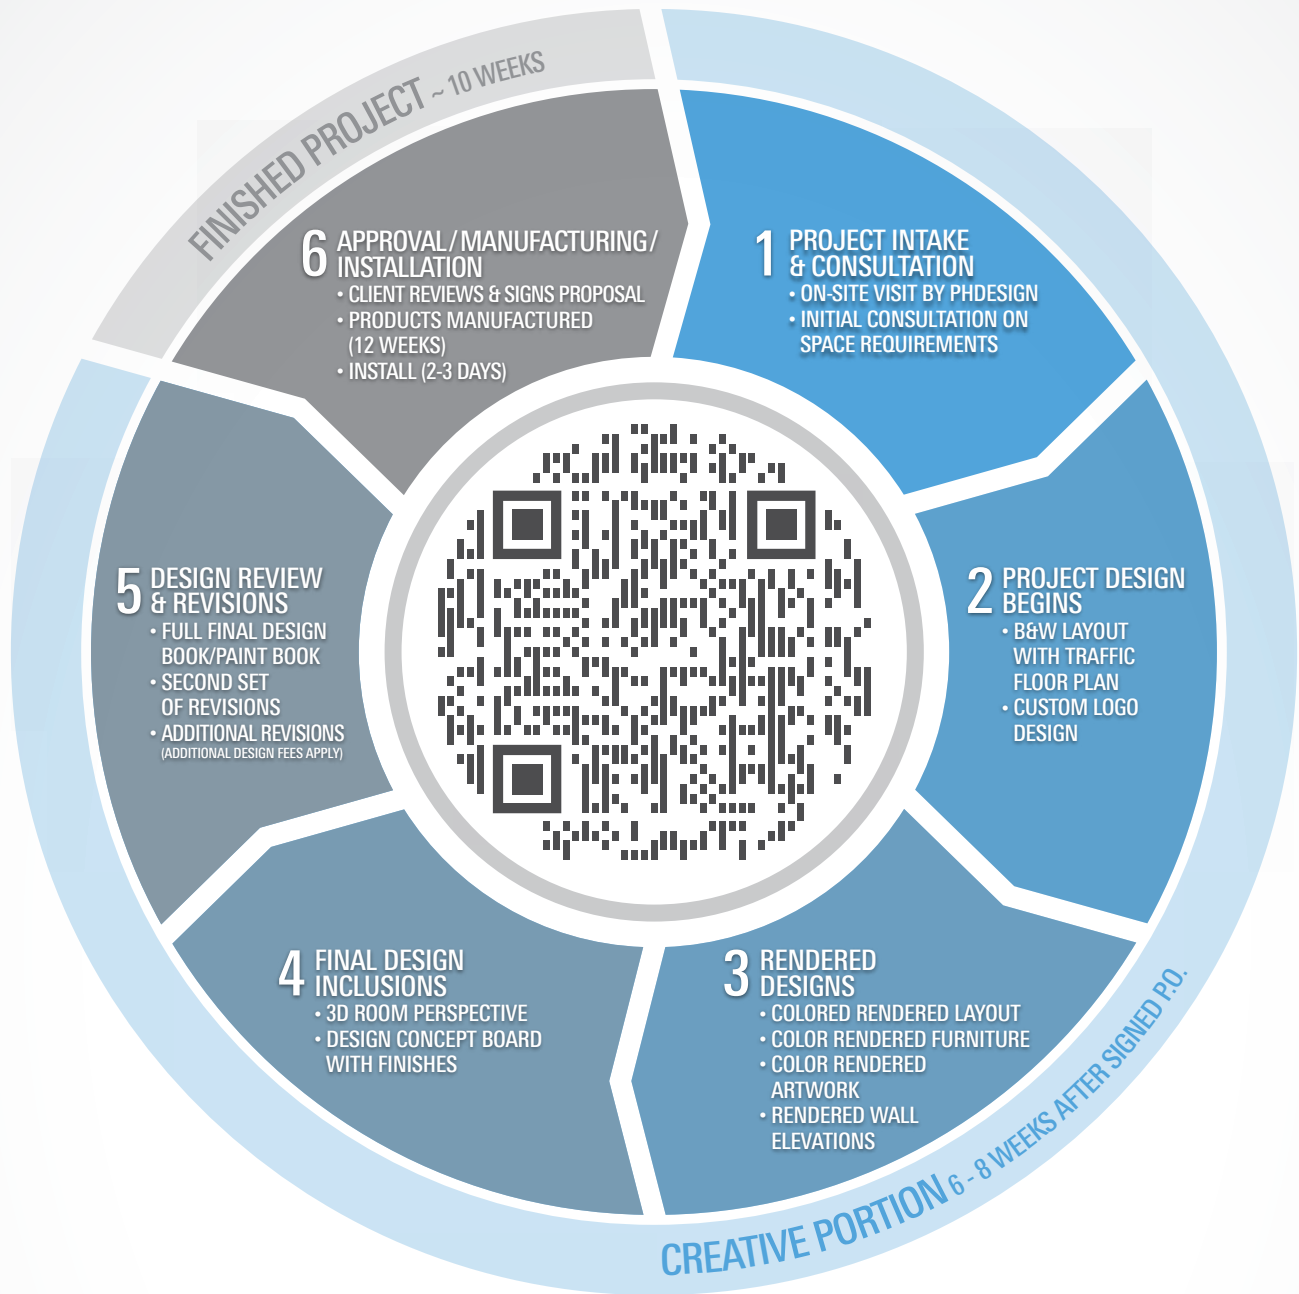 FINISHED PROJECT ~ 10 WEEKS
1 PROJECT INTAKE
& CONSULTATION
• ON-SITE VISIT BY PHDESIGN
• INITIAL CONSULTATION ON
SPACE REQUIREMENTS
2 PROJECT DESIGN
BEGINS
• B&W LAYOUT
WITH TRAFFIC
FLOOR PLAN
• CUSTOM LOGO
DESIGN
3 RENDERED
DESIGNS
• COLORED RENDERED LAYOUT
• COLOR RENDERED FURNITURE
• COLOR RENDERED
ARTWORK
• RENDERED WALL
ELEVATIONS
4 FINAL DESIGN
INCLUSIONS
• 3D ROOM PERSPECTIVE
• DESIGN CONCEPT BOARD
WITH FINISHES
5 DESIGN REVIEW
& REVISIONS
• FULL FINAL DESIGN
BOOK/PAINT BOOK
• SECOND SET
OF REVISIONS
• ADDITIONAL REVISIONS
(ADDITIONAL DESIGN FEES APPLY)
6 APPROVAL/MANUFACTURING/
INSTALLATION
• CLIENT REVIEWS & SIGNS PROPOSAL
• PRODUCTS MANUFACTURED
(12 WEEKS)
• INSTALL (2-3 DAYS)
CREATIVE PORTION 6 - 8 WEEKS AFTER SIGNED P.O.